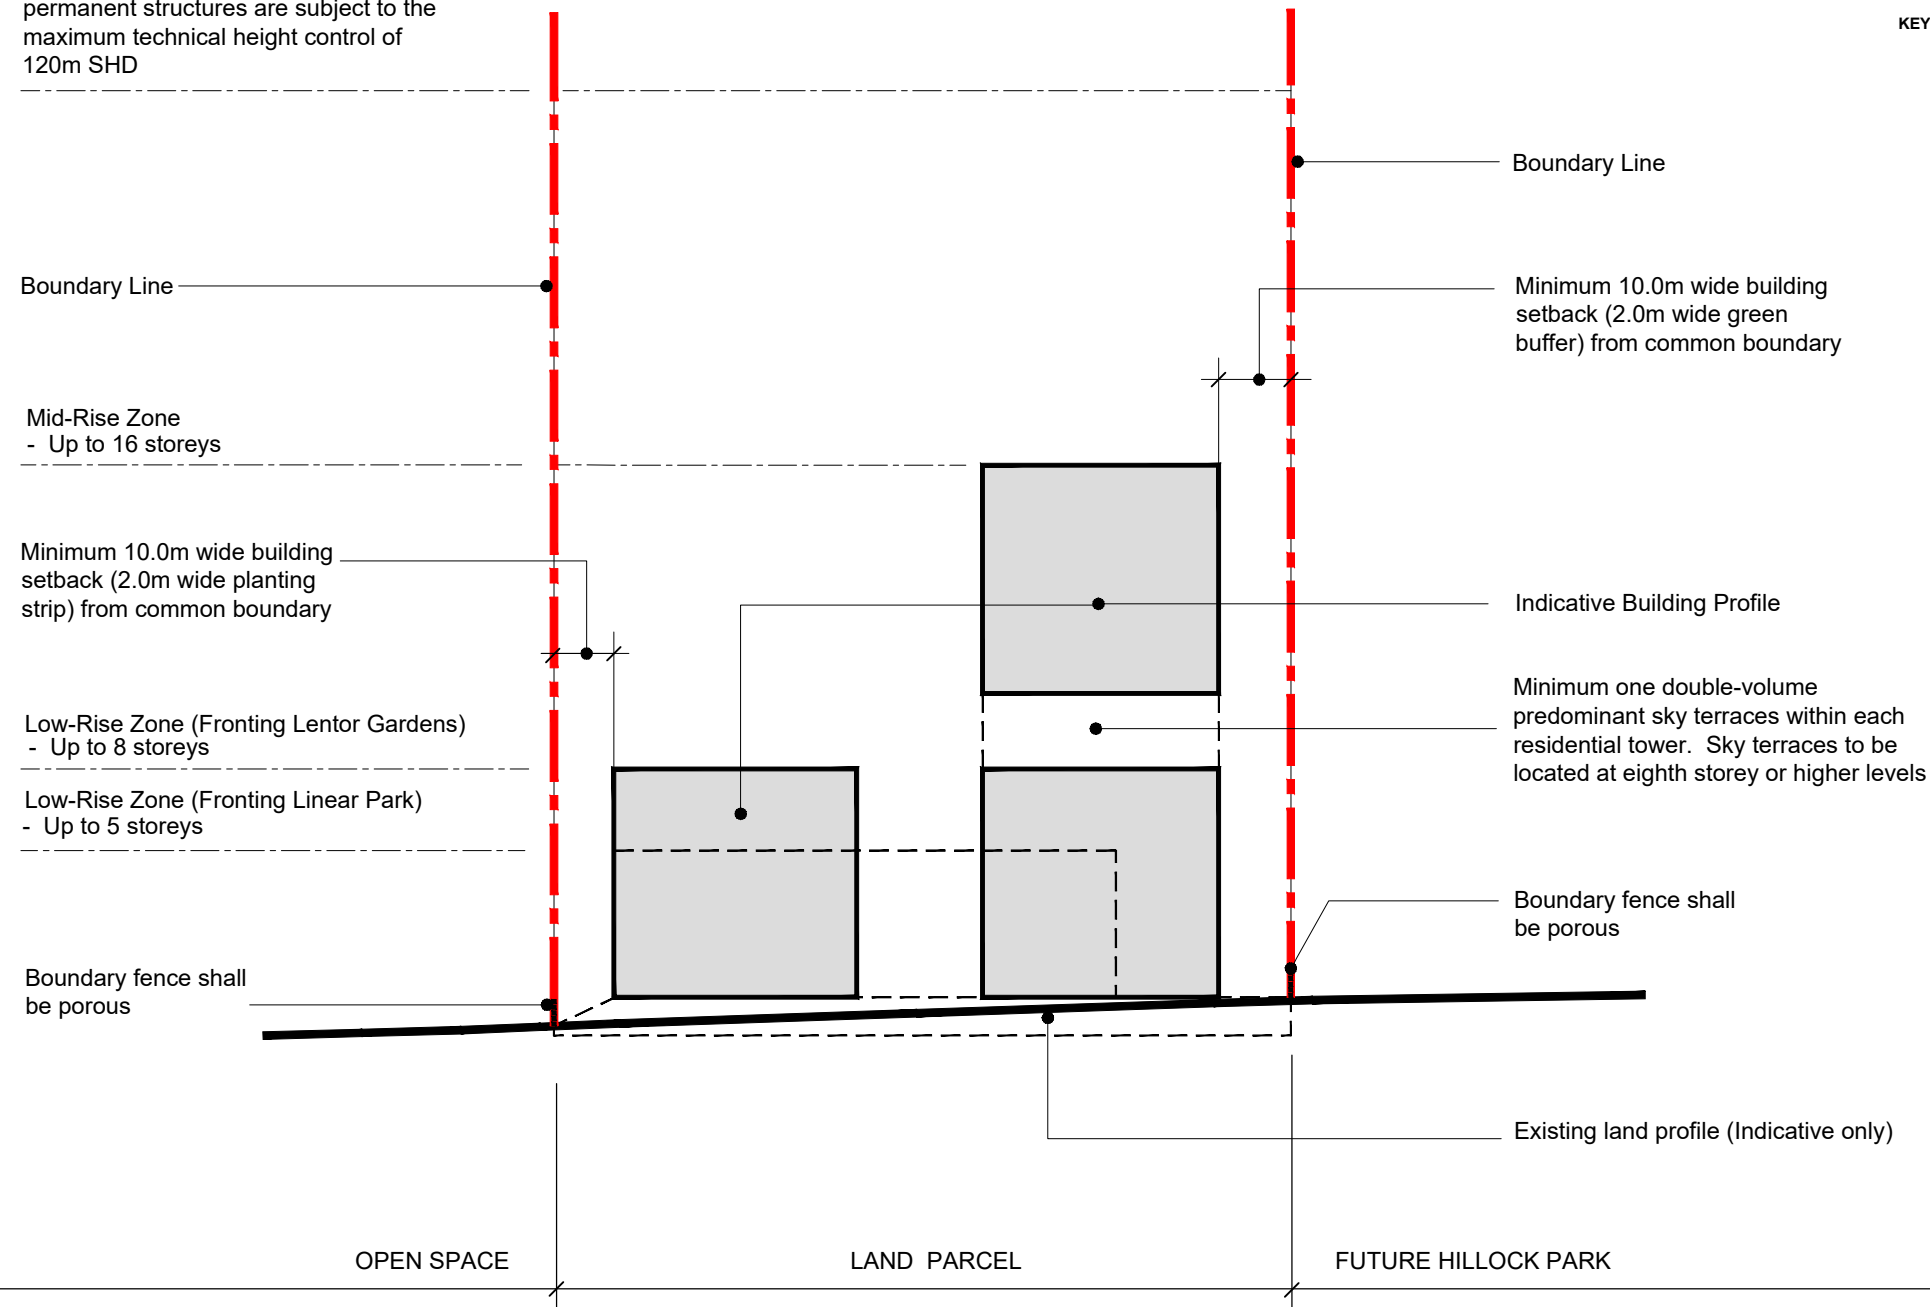 permanent structures are subject to the
maximum technical height control of
120m SHD
KEY
Boundary Line
Boundary Line
Minimum 10.0m wide building
setback (2.0m wide green
buffer) from common boundary
Mid-Rise Zone
- Up to 16 storeys
Minimum 10.0m wide building
setback (2.0m wide planting
strip) from common boundary
Indicative Building Profile
Minimum one double-volume
predominant sky terraces within each
residential tower. Sky terraces to be
located at eighth storey or higher levels
Low-Rise Zone (Fronting Lentor Gardens)
- Up to 8 storeys
Low-Rise Zone (Fronting Linear Park)
- Up to 5 storeys
Boundary fence shall
be porous
Boundary fence shall
be porous
Existing land profile (Indicative only)
OPEN SPACE
LAND PARCEL
FUTURE HILLOCK PARK